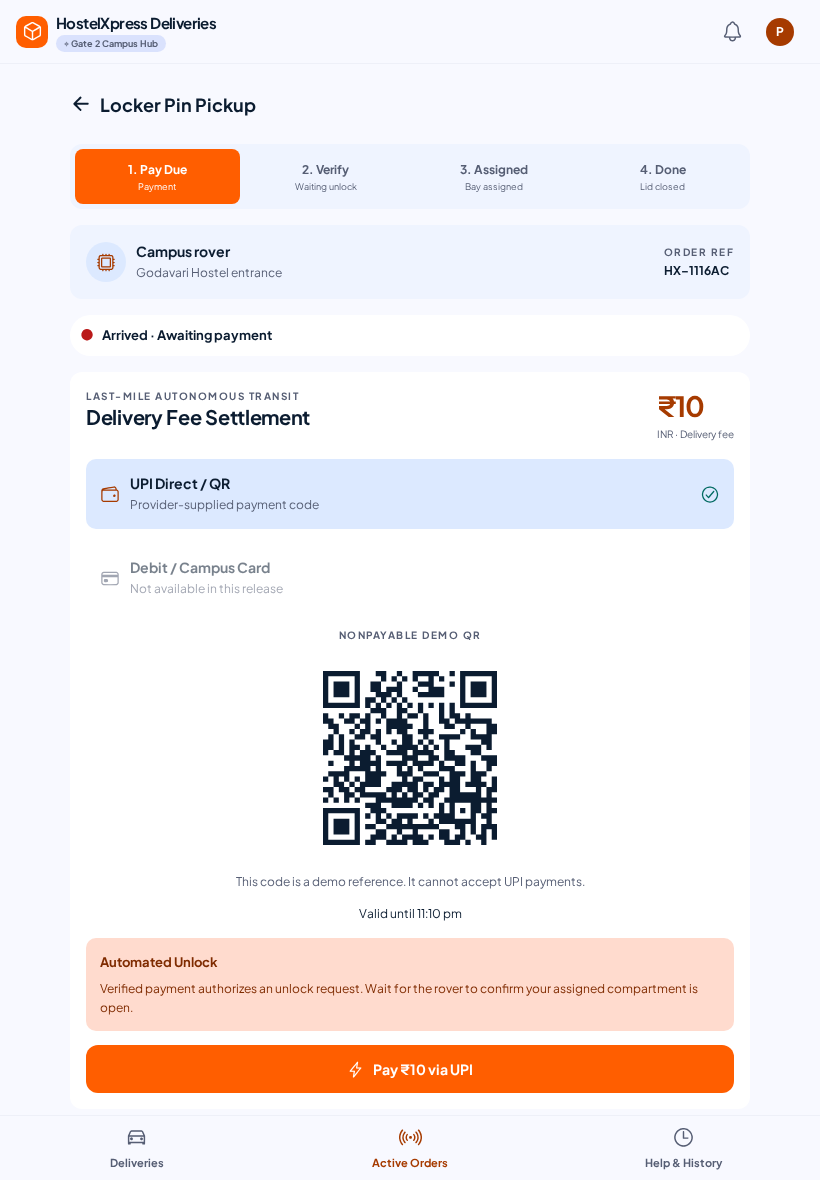 HostelXpress Deliveries
Gate 2 Campus Hub
P
Locker Pin Pickup
1. Pay Due
Payment
2. Verify
Waiting unlock
3. Assigned
Bay assigned
4. Done
Lid closed
Campus rover
Godavari Hostel entrance
ORDER REF
HX-1116AC
Arrived · Awaiting payment
LAST-MILE AUTONOMOUS TRANSIT
Delivery Fee Settlement
₹10
INR · Delivery fee
UPI Direct / QR
Provider-supplied payment code
Debit / Campus Card
Not available in this release
NONPAYABLE DEMO QR
This code is a demo reference. It cannot accept UPI payments.
Valid until 11:10 pm
Automated Unlock
Verified payment authorizes an unlock request. Wait for the rover to confirm your assigned compartment is
open.
Pay ₹10 via UPI
Deliveries
Active Orders
Help & History